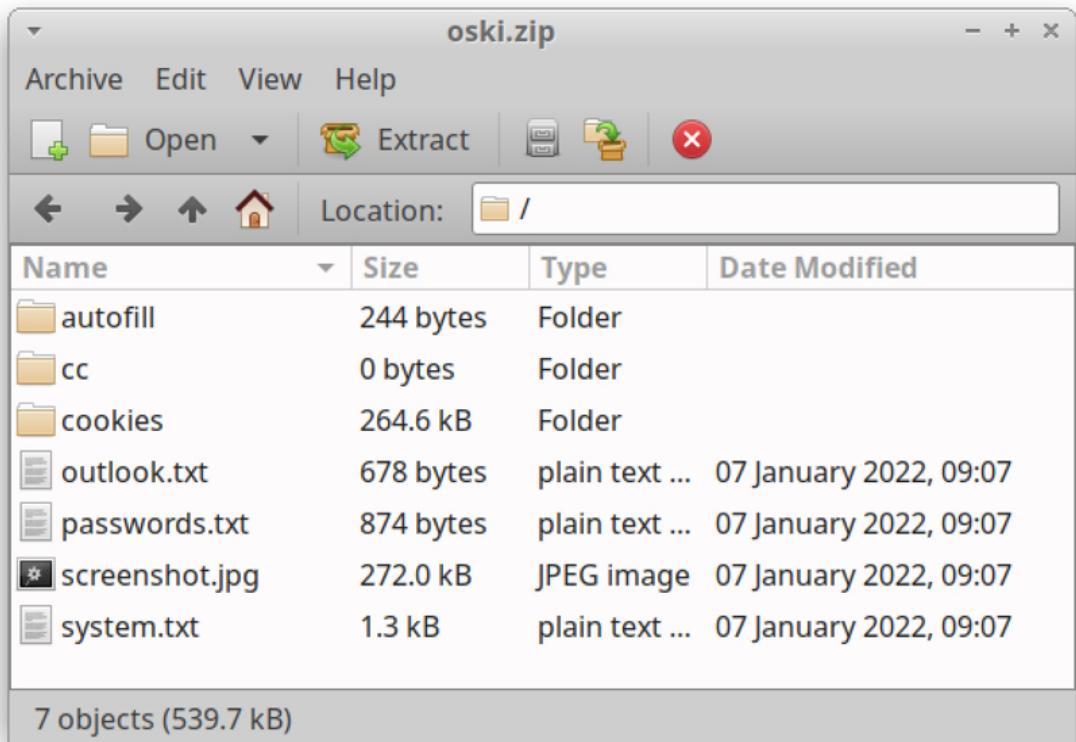 oski.zip
Archive Edit View Help
Open Extract
Location: /
Name Size Type Date Modified
autofill 244 bytes Folder
cc 0 bytes Folder
cookies 264.6 kB Folder
outlook.txt 678 bytes plain text ... 07 January 2022, 09:07
passwords.txt 874 bytes plain text ... 07 January 2022, 09:07
screenshot.jpg 272.0 kB JPEG image 07 January 2022, 09:07
system.txt 1.3 kB plain text ... 07 January 2022, 09:07
7 objects (539.7 kB)